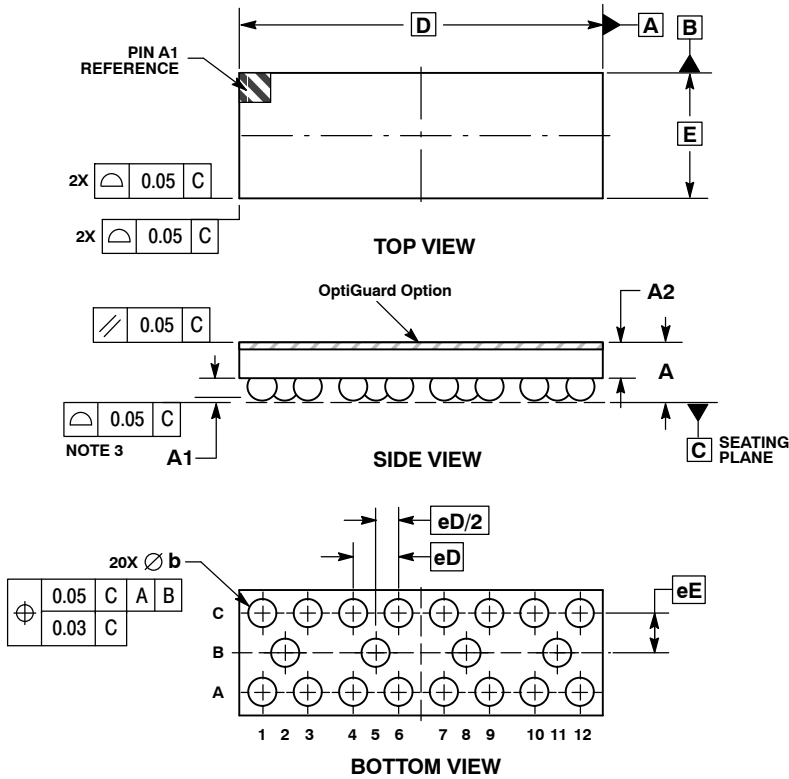 D
A
B
PIN A1
REFERENCE
E
2X ⌓ 0.05 C
2X ⌓ 0.05 C
TOP VIEW
OptiGuard Option
A2
⫽ 0.05 C
A
⌓ 0.05 C
NOTE 3
A1
C SEATING
PLANE
SIDE VIEW
eD/2
20X ∅ b
eD
⌖ 0.05 C A B
0.03 C
eE
C
B
A
1 2 3 4 5 6 7 8 9 10 11 12
BOTTOM VIEW